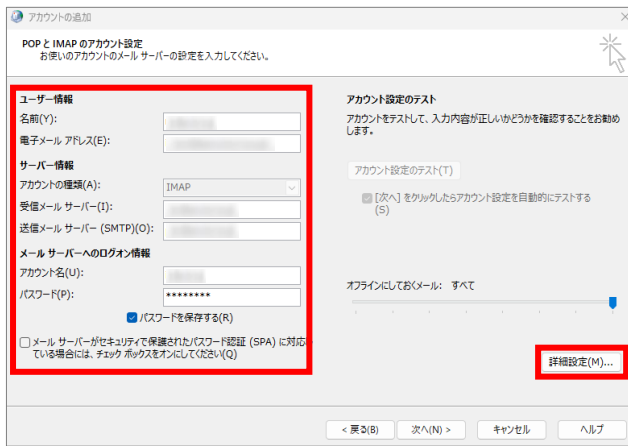 アカウントの追加
POP と IMAP のアカウント設定
お使いのアカウントのメール サーバーの設定を入力してください。
ユーザー情報
名前(Y):
電子メール アドレス(E):
サーバー情報
アカウントの種類(A):
IMAP
受信メール サーバー(I):
送信メール サーバー (SMTP)(O):
メール サーバーへのログオン情報
アカウント名(U):
パスワード(P):
********
パスワードを保存する(R)
メール サーバーがセキュリティで保護されたパスワード認証 (SPA) に対応
ている場合には、チェック ボックスをオンにしてください(Q)
アカウント設定のテスト
アカウントをテストして、入力内容が正しいかどうかを確認することをお勧め
します。
アカウント設定のテスト(T)
[次へ] をクリックしたらアカウント設定を自動的にテストする
(S)
オフラインにしておくメール: すべて
詳細設定(M)...
< 戻る(B)
次へ(N) >
キャンセル
ヘルプ